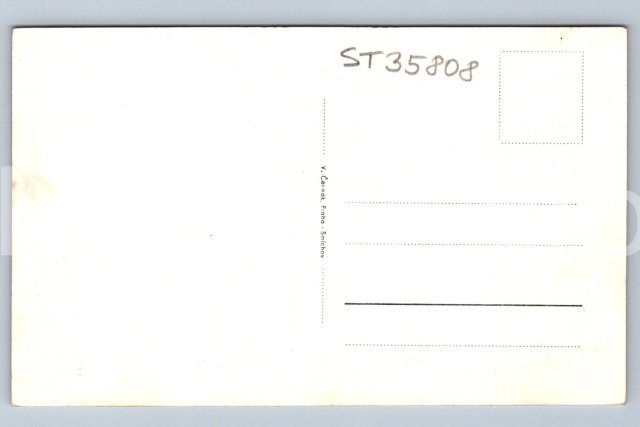 ST35808
V. Čermák, Praha - Smíchov